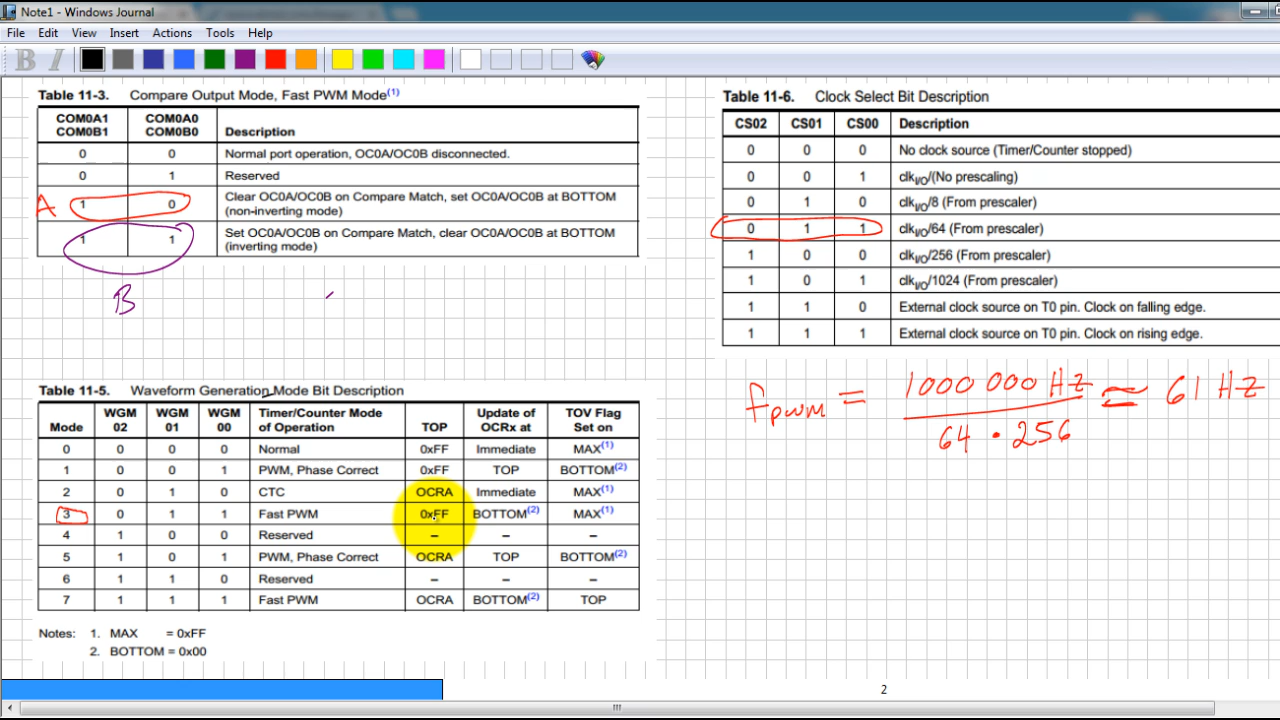 Note1 - Windows Journal
File Edit View Insert Actions Tools Help
B I
Table 11-3. Compare Output Mode, Fast PWM Mode(1)
COM0A1 COM0A0
COM0B1 COM0B0 Description
0 0 Normal port operation, OC0A/OC0B disconnected.
0 1 Reserved
A 1 0 Clear OC0A/OC0B on Compare Match, set OC0A/OC0B at BOTTOM
(non-inverting mode)
1 1 Set OC0A/OC0B on Compare Match, clear OC0A/OC0B at BOTTOM
(inverting mode)
B
Table 11-6. Clock Select Bit Description
CS02 CS01 CS00 Description
0 0 0 No clock source (Timer/Counter stopped)
0 0 1 clkI/O/(No prescaling)
0 1 0 clkI/O/8 (From prescaler)
0 1 1 clkI/O/64 (From prescaler)
1 0 0 clkI/O/256 (From prescaler)
1 0 1 clkI/O/1024 (From prescaler)
1 1 0 External clock source on T0 pin. Clock on falling edge.
1 1 1 External clock source on T0 pin. Clock on rising edge.
fpwm = 1000 000 HZ ≈ 61 HZ
64 • 256
Table 11-5. Waveform Generation Mode Bit Description
WGM WGM WGM Timer/Counter Mode Update of TOV Flag
Mode 02 01 00 of Operation TOP OCRx at Set on
0 0 0 0 Normal 0xFF Immediate MAX(1)
1 0 0 1 PWM, Phase Correct 0xFF TOP BOTTOM(2)
2 0 1 0 CTC OCRA Immediate MAX(1)
3 0 1 1 Fast PWM 0xFF BOTTOM(2) MAX(1)
4 1 0 0 Reserved – – –
5 1 0 1 PWM, Phase Correct OCRA TOP BOTTOM(2)
6 1 1 0 Reserved – – –
7 1 1 1 Fast PWM OCRA BOTTOM(2) TOP
Notes: 1. MAX = 0xFF
2. BOTTOM = 0x00
2